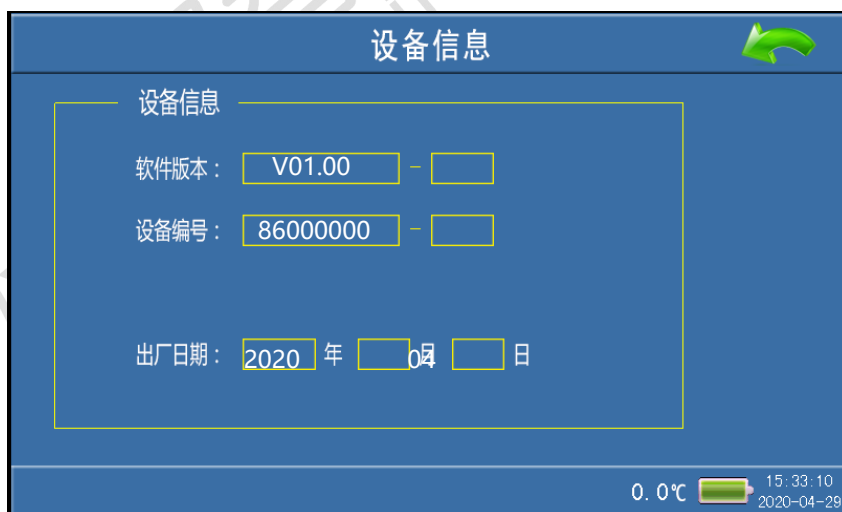 设备信息
设备信息
软件版本： V01.00 -
设备编号： 86000000 -
出厂日期： 2020 年 04 月 日
0.0℃
15:33:10
2020-04-29